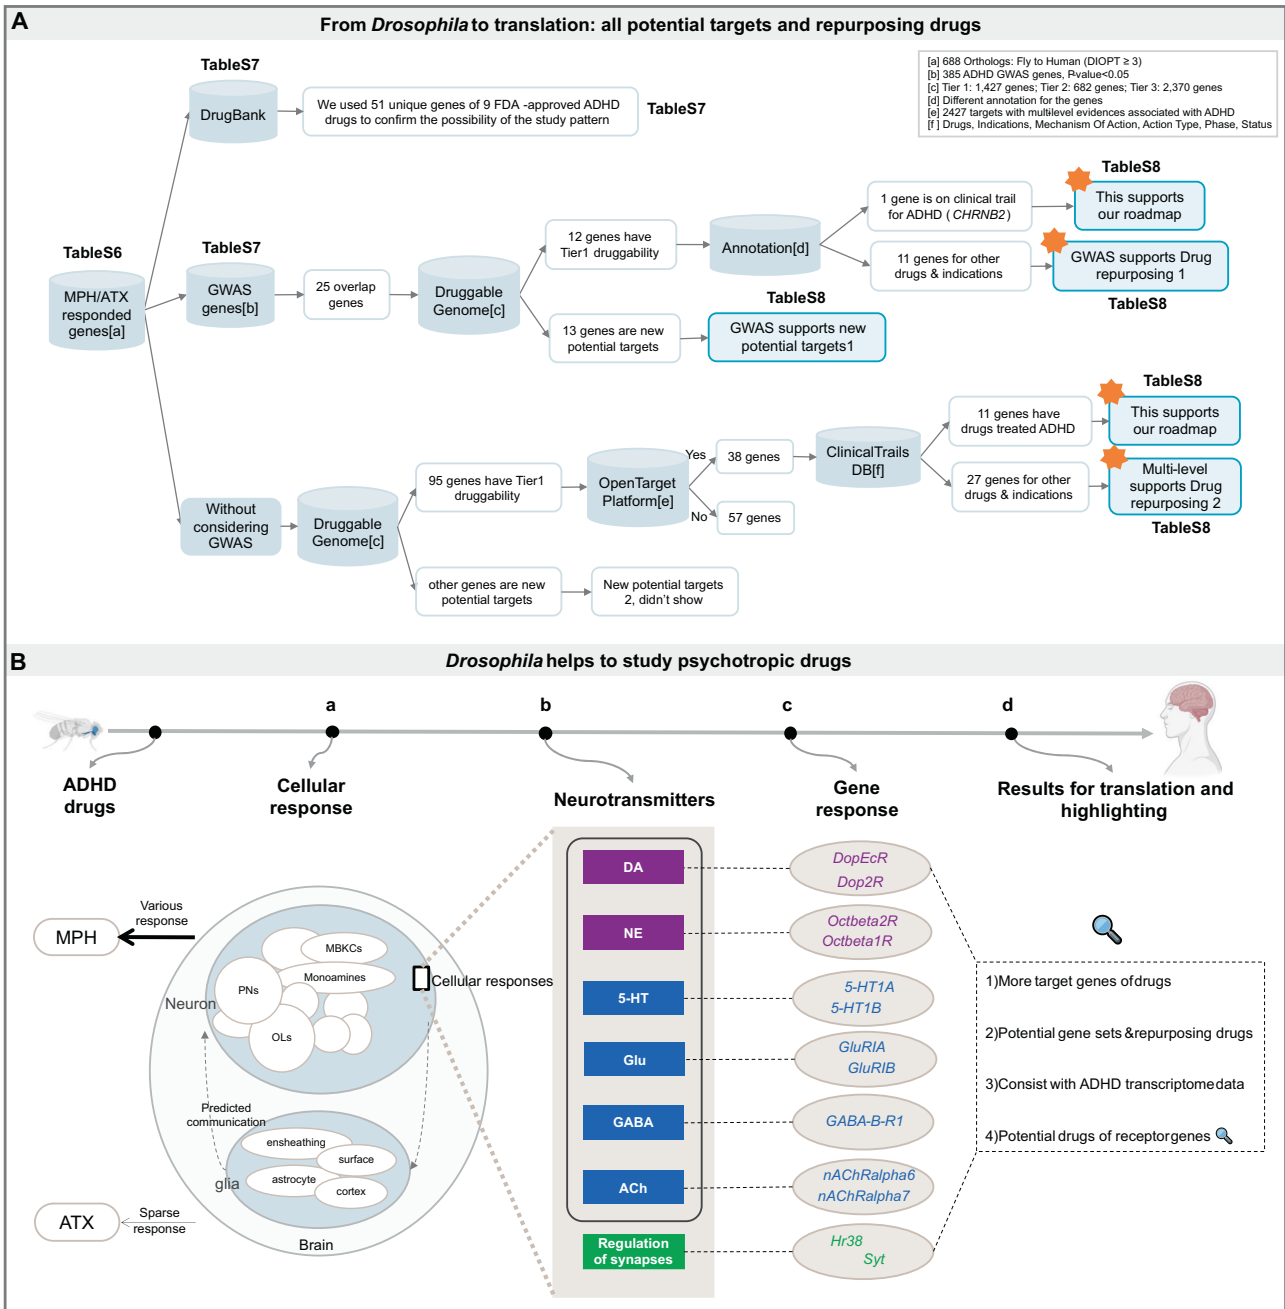 A
From Drosophila to translation: all potential targets and repurposing drugs
[a] 688 Orthologs: Fly to Human (DIOPT ≥ 3)
[b] 385 ADHD GWAS genes, P-value<0.05
[c] Tier 1: 1,427 genes; Tier 2: 682 genes; Tier 3: 2,370 genes
[d] Different annotation for the genes
[e] 2427 targets with multi-level evidences associated with ADHD
[f] Drugs, Indications, Mechanism Of Action, Action Type, Phase, Status
TableS7
DrugBank
We used 51 unique genes of 9 FDA -approved ADHD
drugs to confirm the possibility of the study pattern
TableS7
TableS6
MPH/ATX
responded
genes[a]
TableS7
GWAS
genes[b]
25 overlap
genes
Druggable
Genome[c]
12 genes have
Tier1 druggability
Annotation[d]
1 gene is on clinical trail
for ADHD ( CHRNB2)
TableS8
This supports
our roadmap
11 genes for other
drugs & indications
GWAS supports Drug
repurposing 1
TableS8
13 genes are new
potential targets
TableS8
GWAS supports new
potential targets1
Without
considering
GWAS
Druggable
Genome[c]
95 genes have Tier1
druggability
OpenTarget
Platform[e]
Yes
38 genes
No
57 genes
ClinicalTrails
DB[f]
11 genes have
drugs treated ADHD
TableS8
This supports
our roadmap
27 genes for other
drugs & indications
Multi-level
supports Drug
repurposing 2
TableS8
other genes are new
potential targets
New potential targets
2, didn't show
B
Drosophila helps to study psychotropic drugs
a
b
c
d
ADHD
drugs
Cellular
response
Neurotransmitters
Gene
response
Results for translation and
highlighting
MPH
Various
response
ATX
Sparse
response
Neuron
MBKCs
Monoamines
PNs
OLs
Cellular responses
Predicted
communication
glia
ensheathing
surface
astrocyte
cortex
Brain
DA
NE
5-HT
Glu
GABA
ACh
Regulation
of synapses
DopEcR
Dop2R
Octbeta2R
Octbeta1R
5-HT1A
5-HT1B
GluRIA
GluRIB
GABA-B-R1
nAChRalpha6
nAChRalpha7
Hr38
Syt
1)More target genes of drugs
2)Potential gene sets & repurposing drugs
3)Consist with ADHD transcriptome data
4)Potential drugs of receptor genes